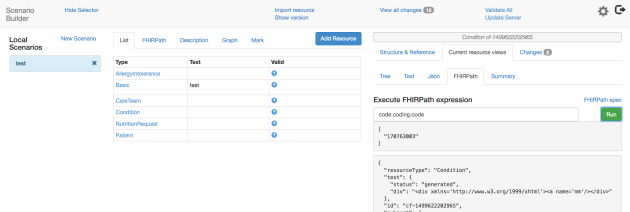 Scenario Builder
Hide Selector
Import resource
Show version
View all changes 13
Validate All
Update Server
Local Scenarios
New Scenario
test ×
List FHIRPath Description Graph Mark
Add Resource
Type Text Valid
AllergyIntolerance
Basic test
CareTeam
Condition
NutritionRequest
Patient
Condition cf-1499622202965
Structure & Reference Current resource views Changes 2
Tree Text Json FHIRPath Summary
Execute FHIRPath expression
FHIRPath spec
code.coding.code
Run
[
"170763003"
]
{
"resourceType": "Condition",
"text": {
"status": "generated",
"div": "<div xmlns='http://www.w3.org/1999/xhtml'><a name='mm'/></div>"
},
"id": "cf-1499622202965",